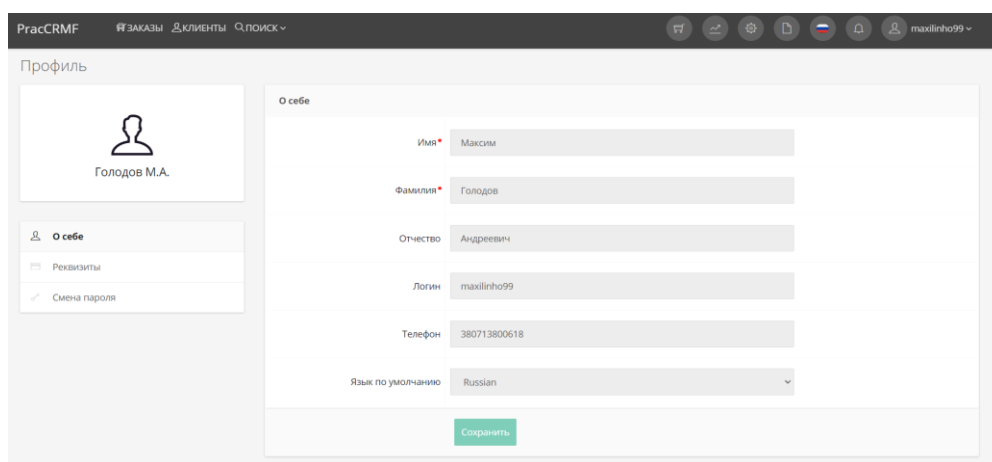 PracCRMF ЗАКАЗЫ КЛИЕНТЫ ПОИСК maxilinho99
Профиль
Голодов М.А.
О себе
Реквизиты
Смена пароля
О себе
Имя* Максим
Фамилия* Голодов
Отчество Андреевич
Логин maxilinho99
Телефон 380713800618
Язык по умолчанию Russian
Сохранить